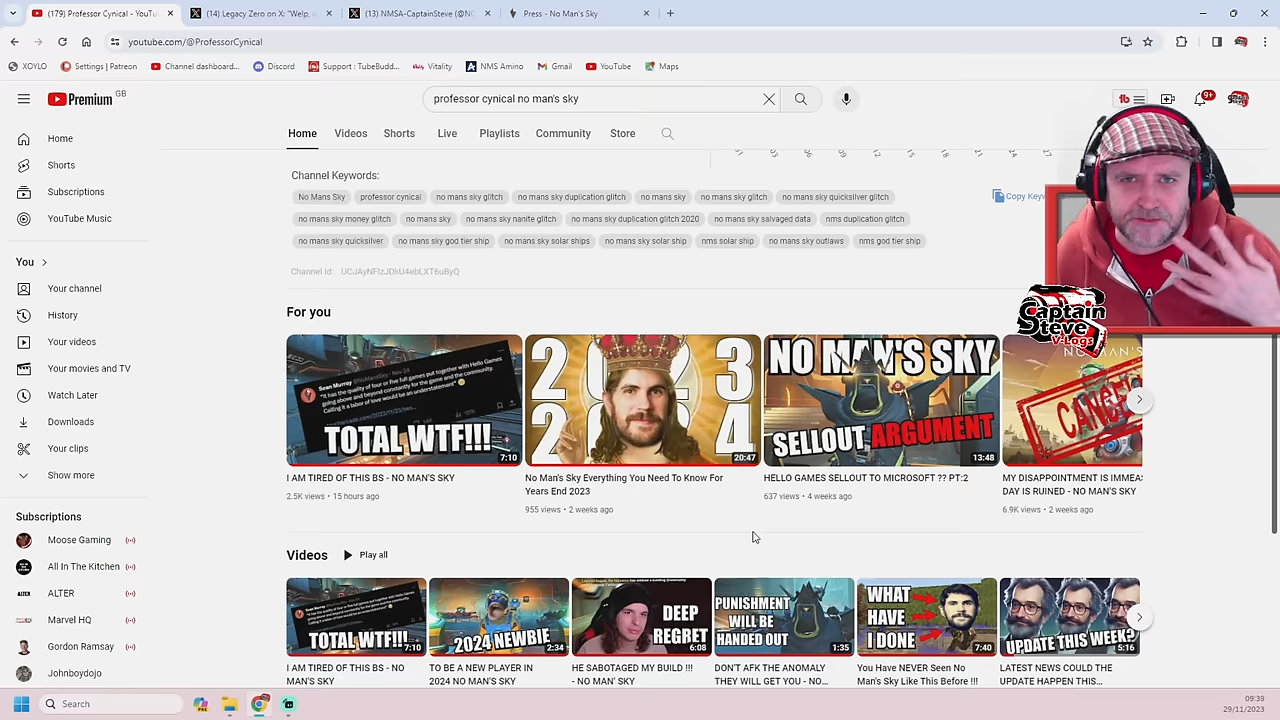 (179) Professor Cynical - YouTu
(14) Legacy Zero on X: "Welp, w
(13) NMSA-CaptainSteve (@NC
Press - No Man's Sky
youtube.com/@ProfessorCynical
XOYLO
Settings | Patreon
Channel dashboard...
Discord
Support : TubeBudd...
Vitality
NMS Amino
Gmail
YouTube
Maps
Premium GB
professor cynical no man's sky
tb
9+
Home
Videos
Shorts
Live
Playlists
Community
Store
Home
Shorts
Subscriptions
YouTube Music
You
Your channel
History
Your videos
Your movies and TV
Watch Later
Downloads
Your clips
Show more
Subscriptions
Moose Gaming
All In The Kitchen
ALTER
Marvel HQ
Gordon Ramsay
Johnboydojo
Channel Keywords:
No Mans Sky
professor cynical
no mans sky glitch
no mans sky duplication glitch
no mans sky
no mans sky glitch
no mans sky quicksilver glitch
no mans sky money glitch
no mans sky
no mans sky nanite glitch
no mans sky duplication glitch 2020
no mans sky salvaged data
nms duplication glitch
no mans sky quicksilver
no mans sky god tier ship
no mans sky solar ships
no mans sky solar ship
nms solar ship
no mans sky outlaws
nms god tier ship
Copy Keyw
Channel id:
Captain
Steve
V-Logs
For you
Sean Murray
TOTAL WTF!!!
7:10
2023
2024
20:47
NO MAN'S SKY
SELLOUT ARGUMENT
13:48
I AM TIRED OF THIS BS - NO MAN'S SKY
2.5K views • 15 hours ago
No Man's Sky Everything You Need To Know For
Years End 2023
955 views • 2 weeks ago
HELLO GAMES SELLOUT TO MICROSOFT ?? PT:2
637 views • 4 weeks ago
MY DISAPPOINTMENT IS IMMEAS
DAY IS RUINED - NO MAN'S SKY
6.9K views • 2 weeks ago
Videos
Play all
TOTAL WTF!!!
7:10
2024 NEWBIE
2:34
DEEP
REGRET
6:08
PUNISHMENT
WILL BE
HANDED OUT
1:35
WHAT
HAVE
I DONE
7:40
UPDATE THIS WEEK?
5:16
I AM TIRED OF THIS BS - NO
MAN'S SKY
TO BE A NEW PLAYER IN
2024 NO MAN'S SKY
HE SABOTAGED MY BUILD !!!
- NO MAN' SKY
DON'T AFK THE ANOMALY
THEY WILL GET YOU - NO...
You Have NEVER Seen No
Man's Sky Like This Before !!!
LATEST NEWS COULD THE
UPDATE HAPPEN THIS...
Search
09:39
29/11/2023